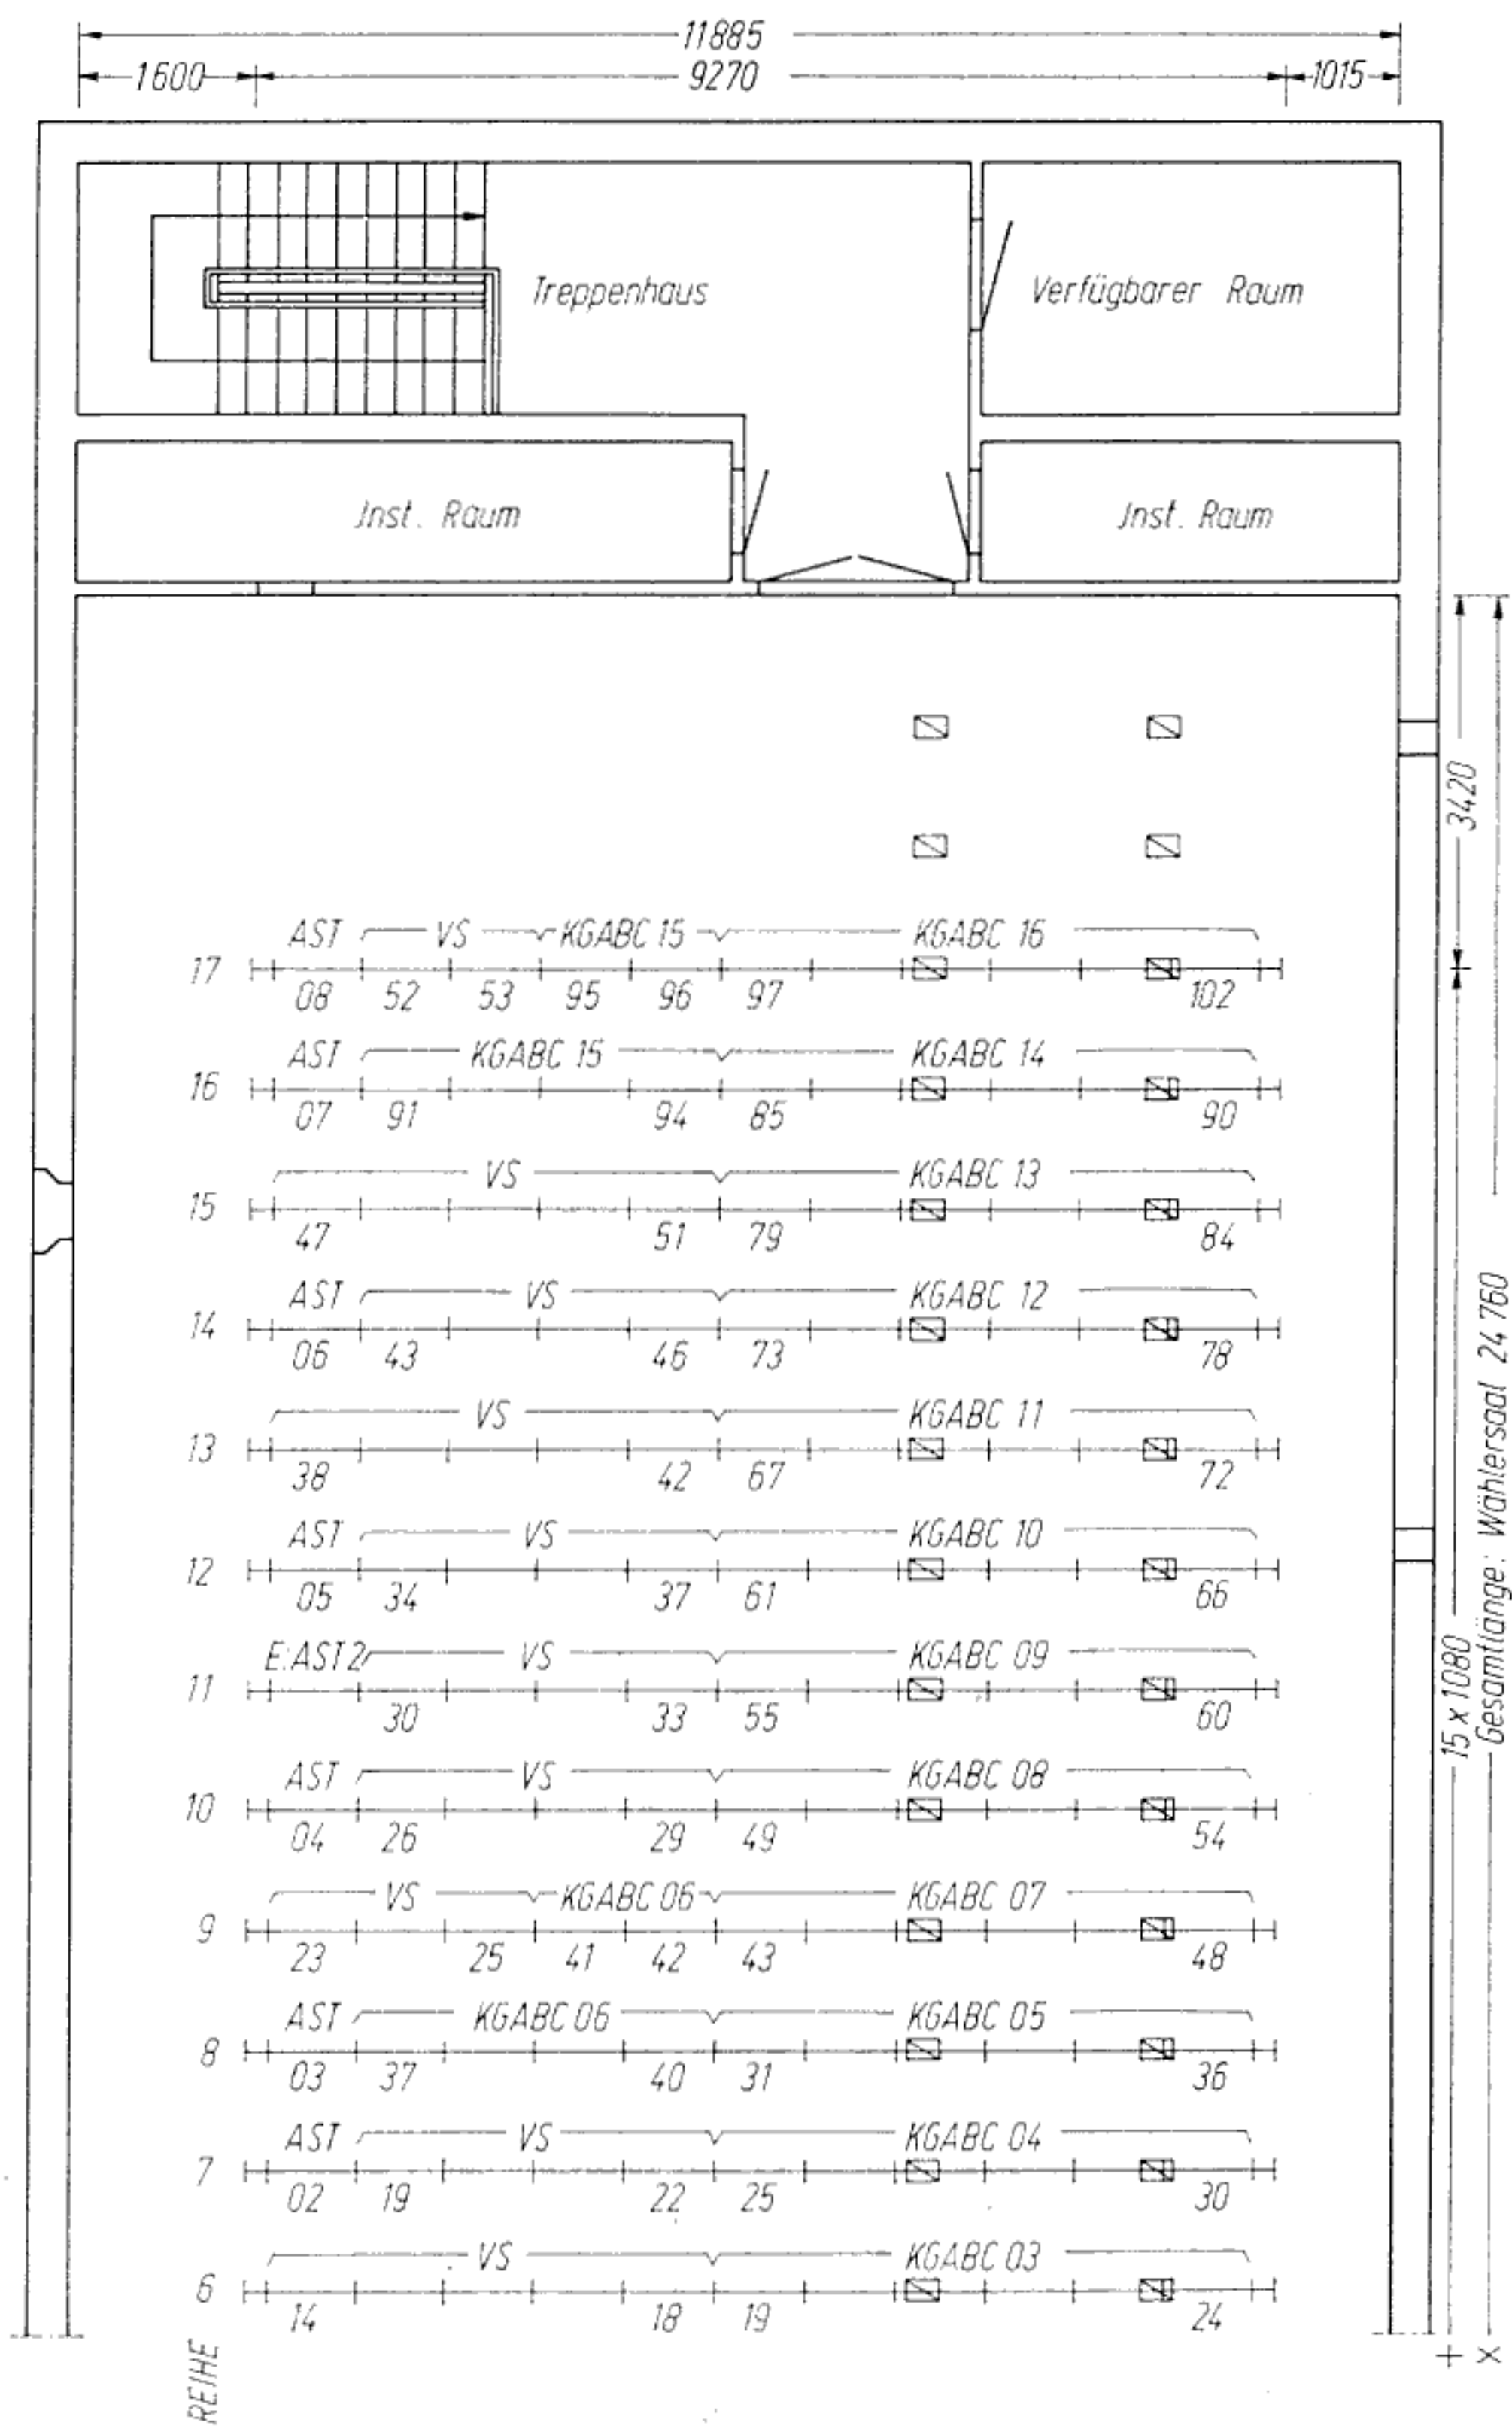 11885
1600 9270 1015
Treppenhaus Verfügbarer Raum
Jnst. Raum Jnst. Raum
3420
AST VS KGABC 15 KGABC 16
17
08 52 53 95 96 97 102
AST KGABC 15 KGABC 14
16
07 91 94 85 90
VS KGABC 13
15
47 51 79 84
AST VS KGABC 12
14
06 43 46 73 78
VS KGABC 11
13
38 42 67 72
AST VS KGABC 10
12
05 34 37 61 66
E:AST2 VS KGABC 09
11
30 33 55 60
AST VS KGABC 08
10
04 26 29 49 54
VS KGABC 06 KGABC 07
9
23 25 41 42 43 48
AST KGABC 06 KGABC 05
8
03 37 40 31 36
AST VS KGABC 04
7
02 19 22 25 30
VS KGABC 03
6
14 18 19 24
REIHE
15 x 1080
Gesamtlänge: Wählersaal 24 760
+ X